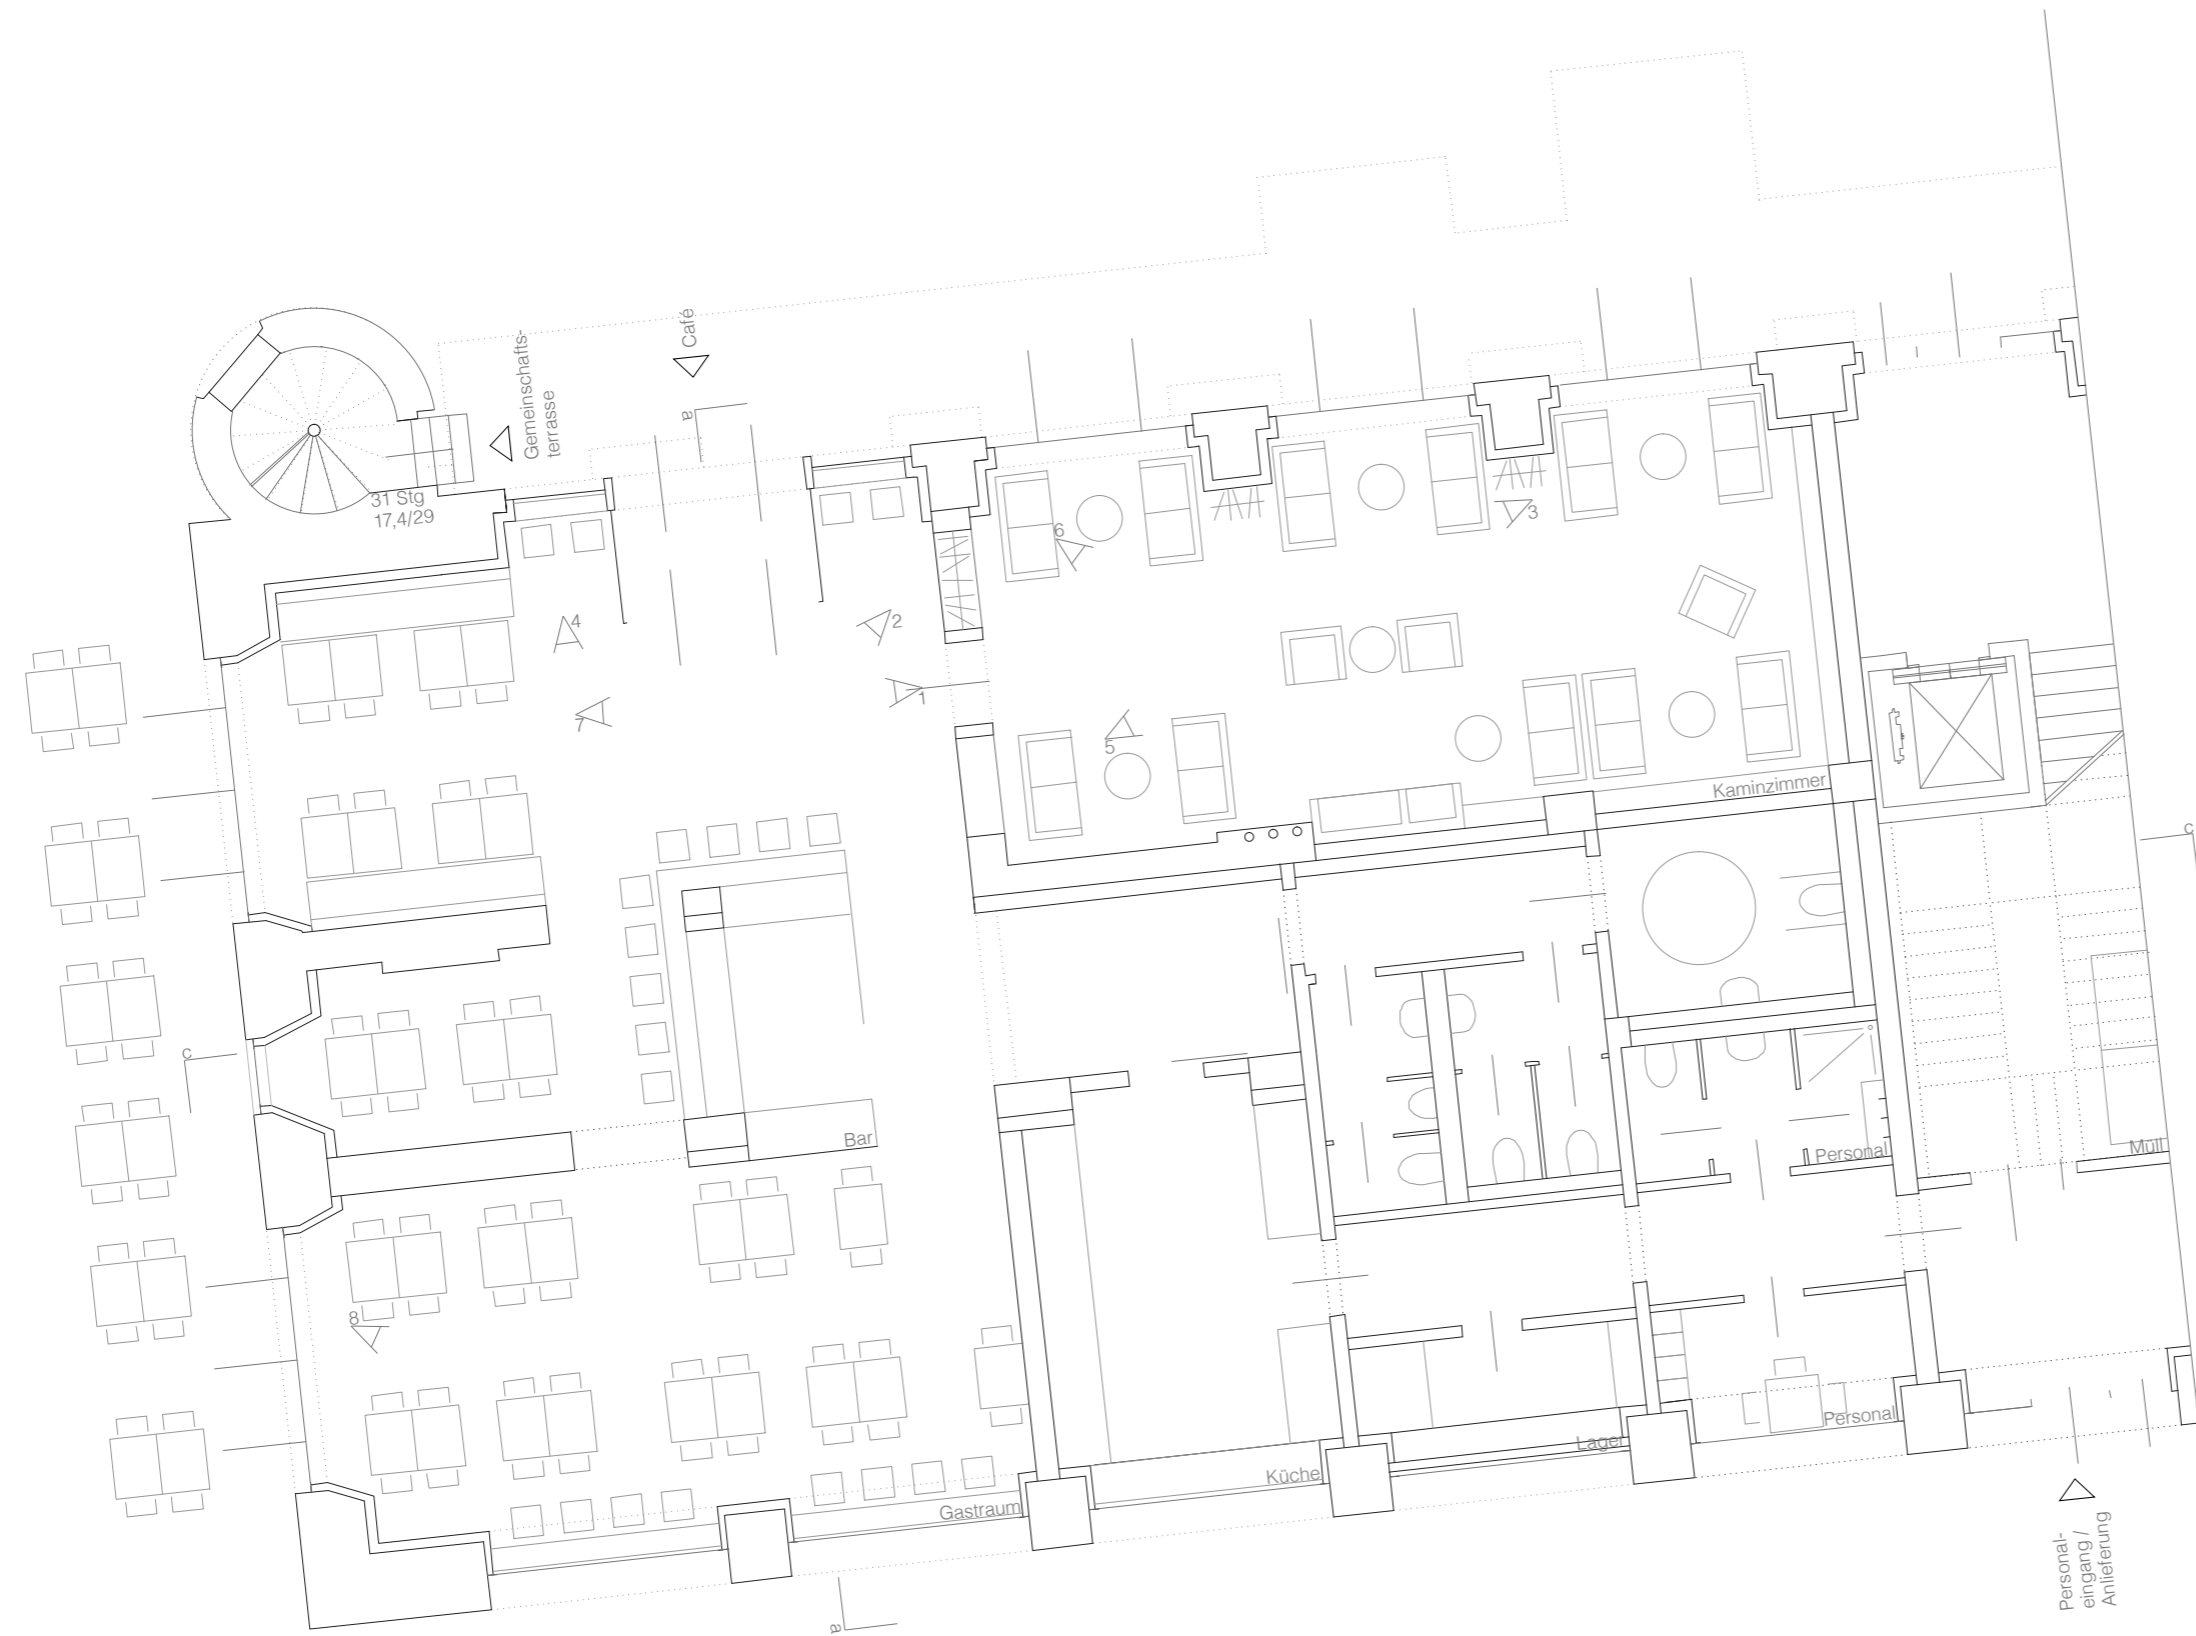 Café
Gemeinschafts-
terrasse
a
31 Stg
17,4/29
6
3
4
2
1
7
5
Kaminzimmer
c
c
Bar
Personal
Müll
8
Personal
Lager
Küche
Gastraum
Personal-
eingang /
Anlieferung
a